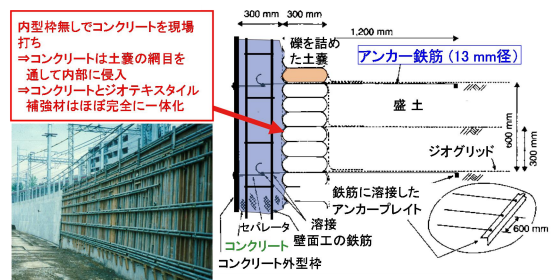 内型枠無しでコンクリートを現場
打ち
⇒コンクリートは土嚢の網目を
通して内部に侵入
⇒コンクリートとジオテキスタイル
補強材はほぼ完全に一体化
300 mm
300 mm
礫を詰め
た土嚢
1,200 mm
アンカー鉄筋 (13 mm径)
盛 土
600 mm
300 mm
ジオグリッド
鉄筋に溶接した
アンカープレイト
600 mm
溶接
セパレータ
壁面工の鉄筋
コンクリート
コンクリート外型枠